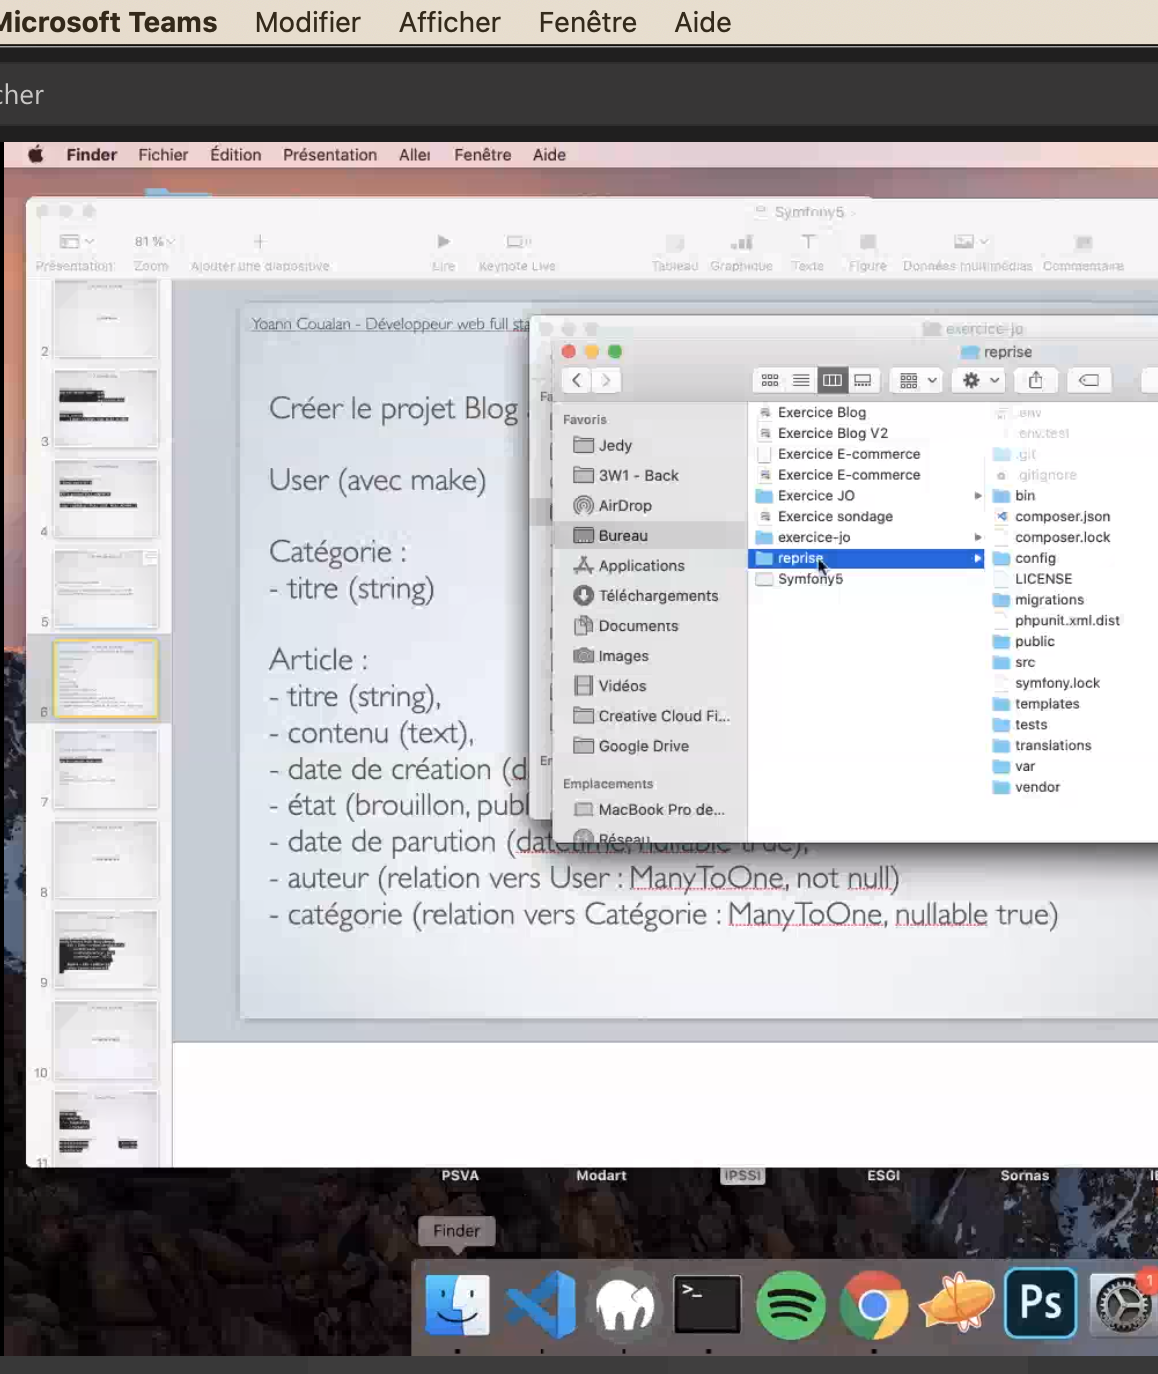 Microsoft Teams Modifier Afficher Fenêtre Aide
cher
Finder Fichier Édition Présentation Aller Fenêtre Aide
Symfony5
81 %
Présentation Zoom Ajouter une diapositive Lire Keynote Live Tableau Graphique Texte Figure Données multimédias Commentaire
2
3
4
5
6
7
8
9
10
11
Yoann Coualan - Développeur web full sta
Créer le projet Blog
User (avec make)
Catégorie :
- titre (string)
Article :
- titre (string),
- contenu (text),
- date de création (d
- état (brouillon, publ
- date de parution (datetime, nullable true),
- auteur (relation vers User : ManyToOne, not null)
- catégorie (relation vers Catégorie : ManyToOne, nullable true)
exercice-jo
Fa
Er
reprise
Favoris
Jedy
3W1 - Back
AirDrop
Bureau
Applications
Téléchargements
Documents
Images
Vidéos
Creative Cloud Fi...
Google Drive
Emplacements
MacBook Pro de...
Réseau
Exercice Blog
Exercice Blog V2
Exercice E-commerce
Exercice E-commerce
Exercice JO
Exercice sondage
exercice-jo
reprise
Symfony5
.env
.env.test
.git
.gitignore
bin
composer.json
composer.lock
config
LICENSE
migrations
phpunit.xml.dist
public
src
symfony.lock
templates
tests
translations
var
vendor
PSVA Modart IPSSI ESGI Sornas
Finder
>_
Ps
1